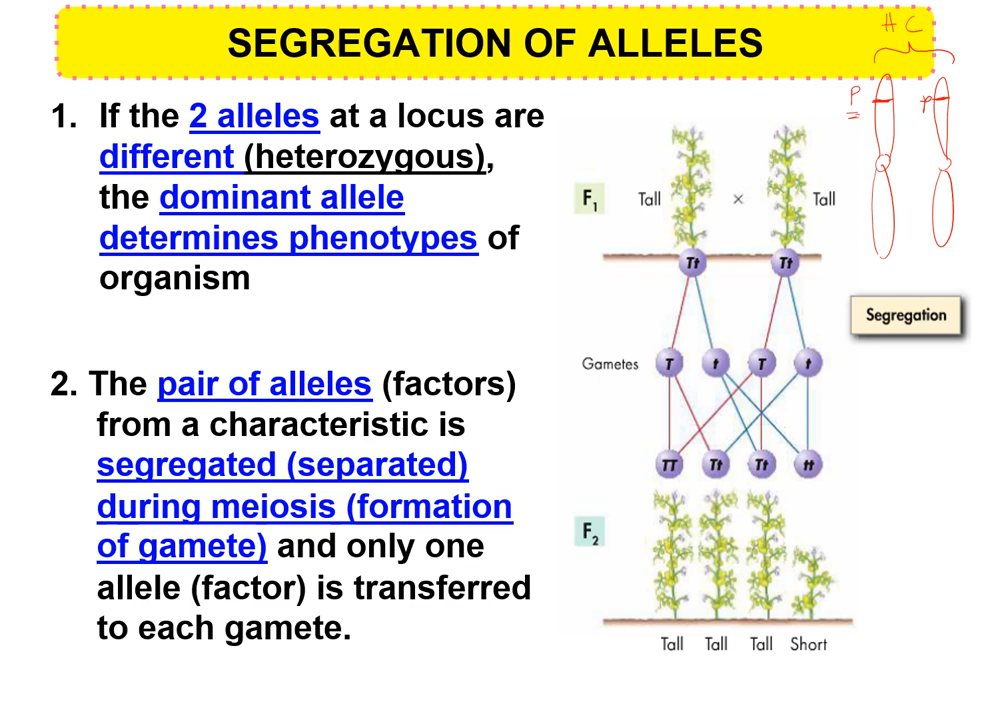 SEGREGATION OF ALLELES
H C
P
p
1. If the 2 alleles at a locus are
different (heterozygous),
the dominant allele
determines phenotypes of
organism
2. The pair of alleles (factors)
from a characteristic is
segregated (separated)
during meiosis (formation
of gamete) and only one
allele (factor) is transferred
to each gamete.
F1 Tall × Tall
Tt Tt
Segregation
Gametes T t T t
TT Tt Tt tt
F2
Tall Tall Tall Short